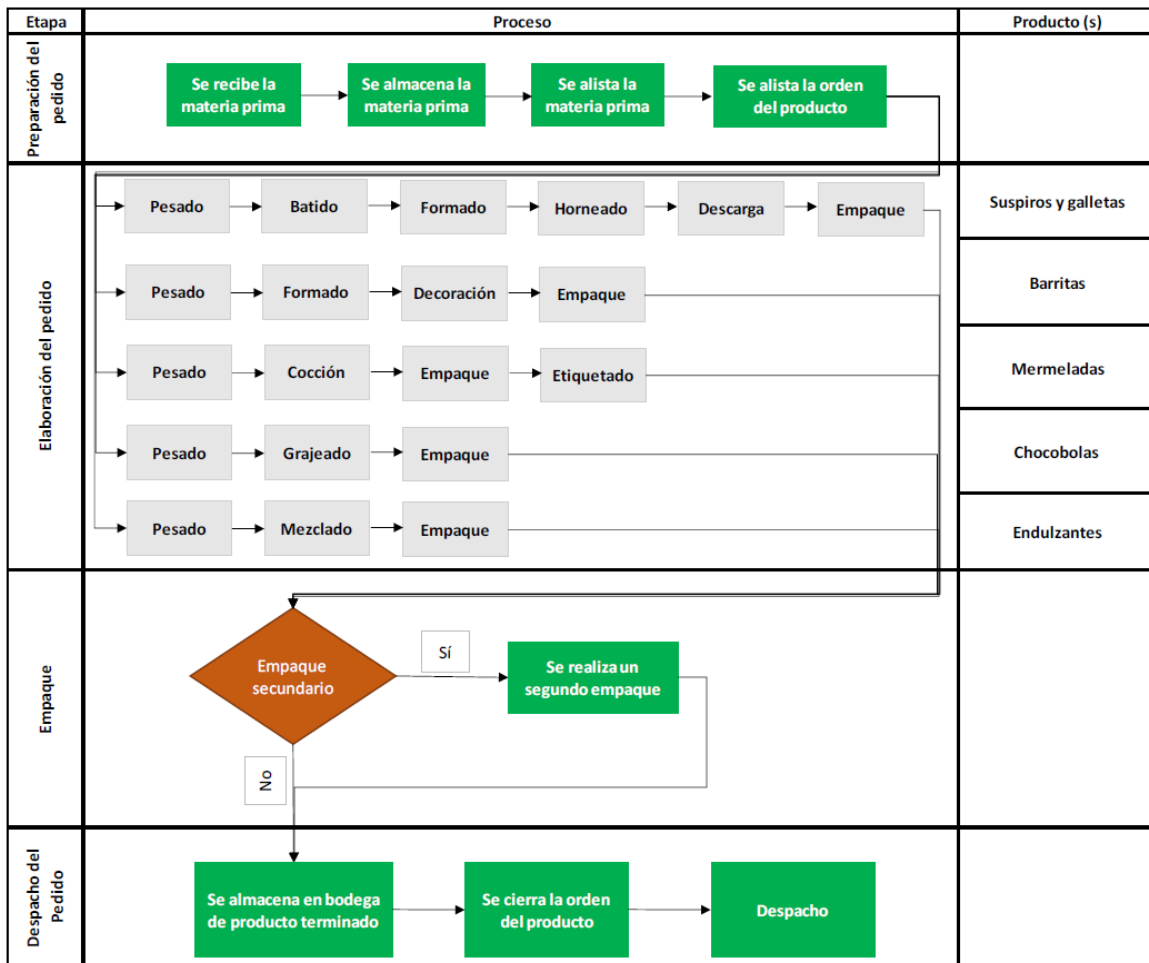 Etapa
Proceso
Producto (s)
Preparación del
pedido
Se recibe la
materia prima
Se almacena la
materia prima
Se alista la
materia prima
Se alista la orden
del producto
Elaboración del pedido
Pesado
Batido
Formado
Horneado
Descarga
Empaque
Suspiros y galletas
Pesado
Formado
Decoración
Empaque
Barritas
Pesado
Cocción
Empaque
Etiquetado
Mermeladas
Pesado
Grajeado
Empaque
Chocobolas
Pesado
Mezclado
Empaque
Endulzantes
Empaque
Empaque
secundario
Sí
Se realiza un
segundo empaque
No
Despacho del
Pedido
Se almacena en bodega
de producto terminado
Se cierra la orden
del producto
Despacho